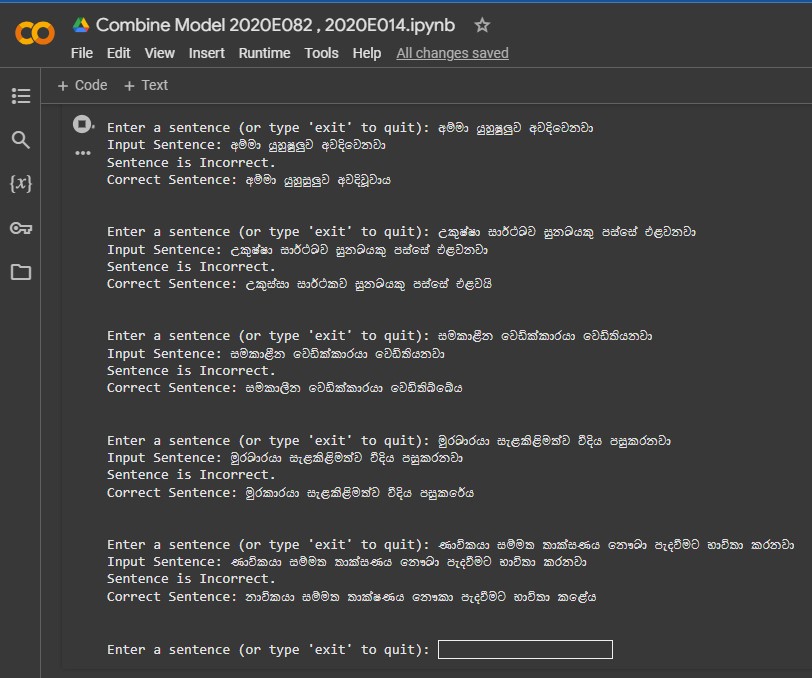 Combine Model 2020E082 , 2020E014.ipynb
File Edit View Insert Runtime Tools Help All changes saved
+ Code + Text
Enter a sentence (or type 'exit' to quit): අම්මා යුහුෂුලුව අවදිවෙනවා
Input Sentence: අම්මා යුහුෂුලුව අවදිවෙනවා
Sentence is Incorrect.
Correct Sentence: අම්මා යුහුසුලුව අවදිවූවාය
Enter a sentence (or type 'exit' to quit): උකුෂ්ෂා සාර්ථඛව සුනඛයකු පස්සේ එළවනවා
Input Sentence: උකුෂ්ෂා සාර්ථඛව සුනඛයකු පස්සේ එළවනවා
Sentence is Incorrect.
Correct Sentence: උකුස්සා සාර්ථකව සුනඛයකු පස්සේ එළවයි
Enter a sentence (or type 'exit' to quit): සමකාළීන වෙඩික්කාරයා වෙඩිතියනවා
Input Sentence: සමකාළීන වෙඩික්කාරයා වෙඩිතියනවා
Sentence is Incorrect.
Correct Sentence: සමකාලීන වෙඩික්කාරයා වෙඩිතිබ්බේය
Enter a sentence (or type 'exit' to quit): මුරඛාරයා සැළකිළිමත්ව වීදිය පසුකරනවා
Input Sentence: මුරඛාරයා සැළකිළිමත්ව වීදිය පසුකරනවා
Sentence is Incorrect.
Correct Sentence: මුරකාරයා සැළකිළිමත්ව වීදිය පසුකරේය
Enter a sentence (or type 'exit' to quit): ණාවිකයා සම්මත තාක්සණය නෞඛා පැදවීමට භාවිතා කරනවා
Input Sentence: ණාවිකයා සම්මත තාක්සණය නෞඛා පැදවීමට භාවිතා කරනවා
Sentence is Incorrect.
Correct Sentence: නාවිකයා සම්මත තාක්ෂණය නෞකා පැදවීමට භාවිතා කළේය
Enter a sentence (or type 'exit' to quit):